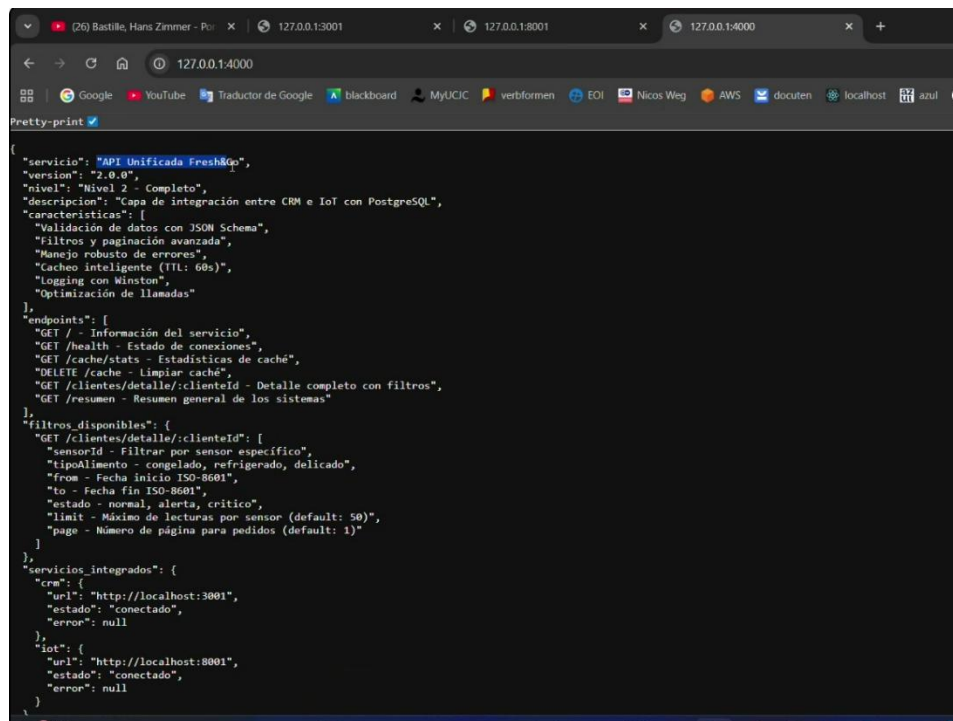 (26) Bastille, Hans Zimmer - Po
127.0.0.1:3001
127.0.0.1:8001
127.0.0.1:4000
127.0.0.1:4000
Google YouTube Traductor de Google blackboard MyUCJC verbformen EOI Nicos Weg AWS docuten localhost azul
Pretty-print
{
"servicio": "API Unificada Fresh&Go",
"version": "2.0.0",
"nivel": "Nivel 2 - Completo",
"descripcion": "Capa de integración entre CRM e IoT con PostgreSQL",
"caracteristicas": [
"Validación de datos con JSON Schema",
"Filtros y paginación avanzada",
"Manejo robusto de errores",
"Cacheo inteligente (TTL: 60s)",
"Logging con Winston",
"Optimización de llamadas"
],
"endpoints": [
"GET / - Información del servicio",
"GET /health - Estado de conexiones",
"GET /cache/stats - Estadísticas de caché",
"DELETE /cache - Limpiar caché",
"GET /clientes/detalle/:clienteId - Detalle completo con filtros",
"GET /resumen - Resumen general de los sistemas"
],
"filtros_disponibles": {
"GET /clientes/detalle/:clienteId": [
"sensorId - Filtrar por sensor específico",
"tipoAlimento - congelado, refrigerado, delicado",
"from - Fecha inicio ISO-8601",
"to - Fecha fin ISO-8601",
"estado - normal, alerta, critico",
"limit - Máximo de lecturas por sensor (default: 50)",
"page - Número de página para pedidos (default: 1)"
]
},
"servicios_integrados": {
"crm": {
"url": "http://localhost:3001",
"estado": "conectado",
"error": null
},
"iot": {
"url": "http://localhost:8001",
"estado": "conectado",
"error": null
}
}